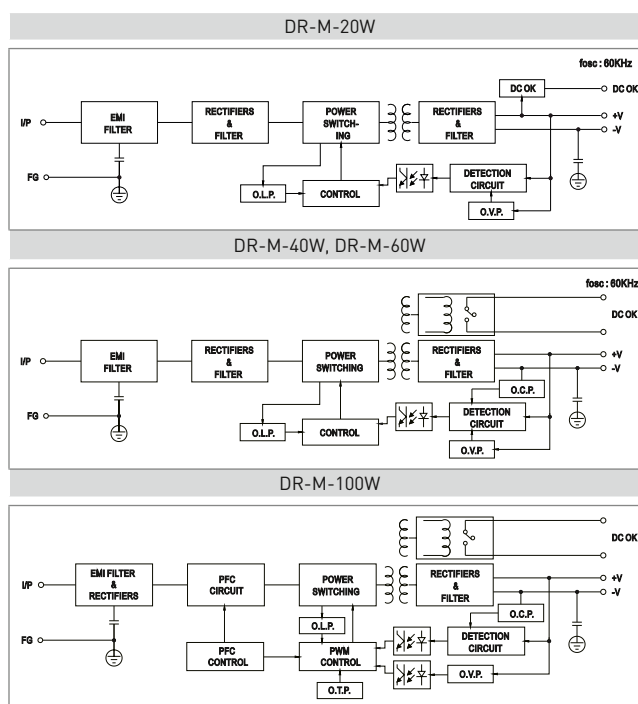 DR-M-20W
fosc : 60KHz
DC OK
DC OK
I/P
EMI
FILTER
RECTIFIERS
&
FILTER
POWER
SWITCH-
ING
RECTIFIERS
&
FILTER
+V
-V
FG
O.L.P.
CONTROL
DETECTION
CIRCUIT
O.V.P.
DR-M-40W, DR-M-60W
fosc : 60KHz
DC OK
I/P
EMI
FILTER
RECTIFIERS
&
FILTER
POWER
SWITCHING
RECTIFIERS
&
FILTER
+V
-V
O.C.P.
FG
O.L.P.
CONTROL
DETECTION
CIRCUIT
O.V.P.
DR-M-100W
DC OK
I/P
EMI FILTER
&
RECTIFIERS
PFC
CIRCUIT
POWER
SWITCHING
RECTIFIERS
&
FILTER
+V
-V
O.C.P.
FG
O.L.P.
PFC
CONTROL
PWM
CONTROL
DETECTION
CIRCUIT
O.V.P.
O.T.P.